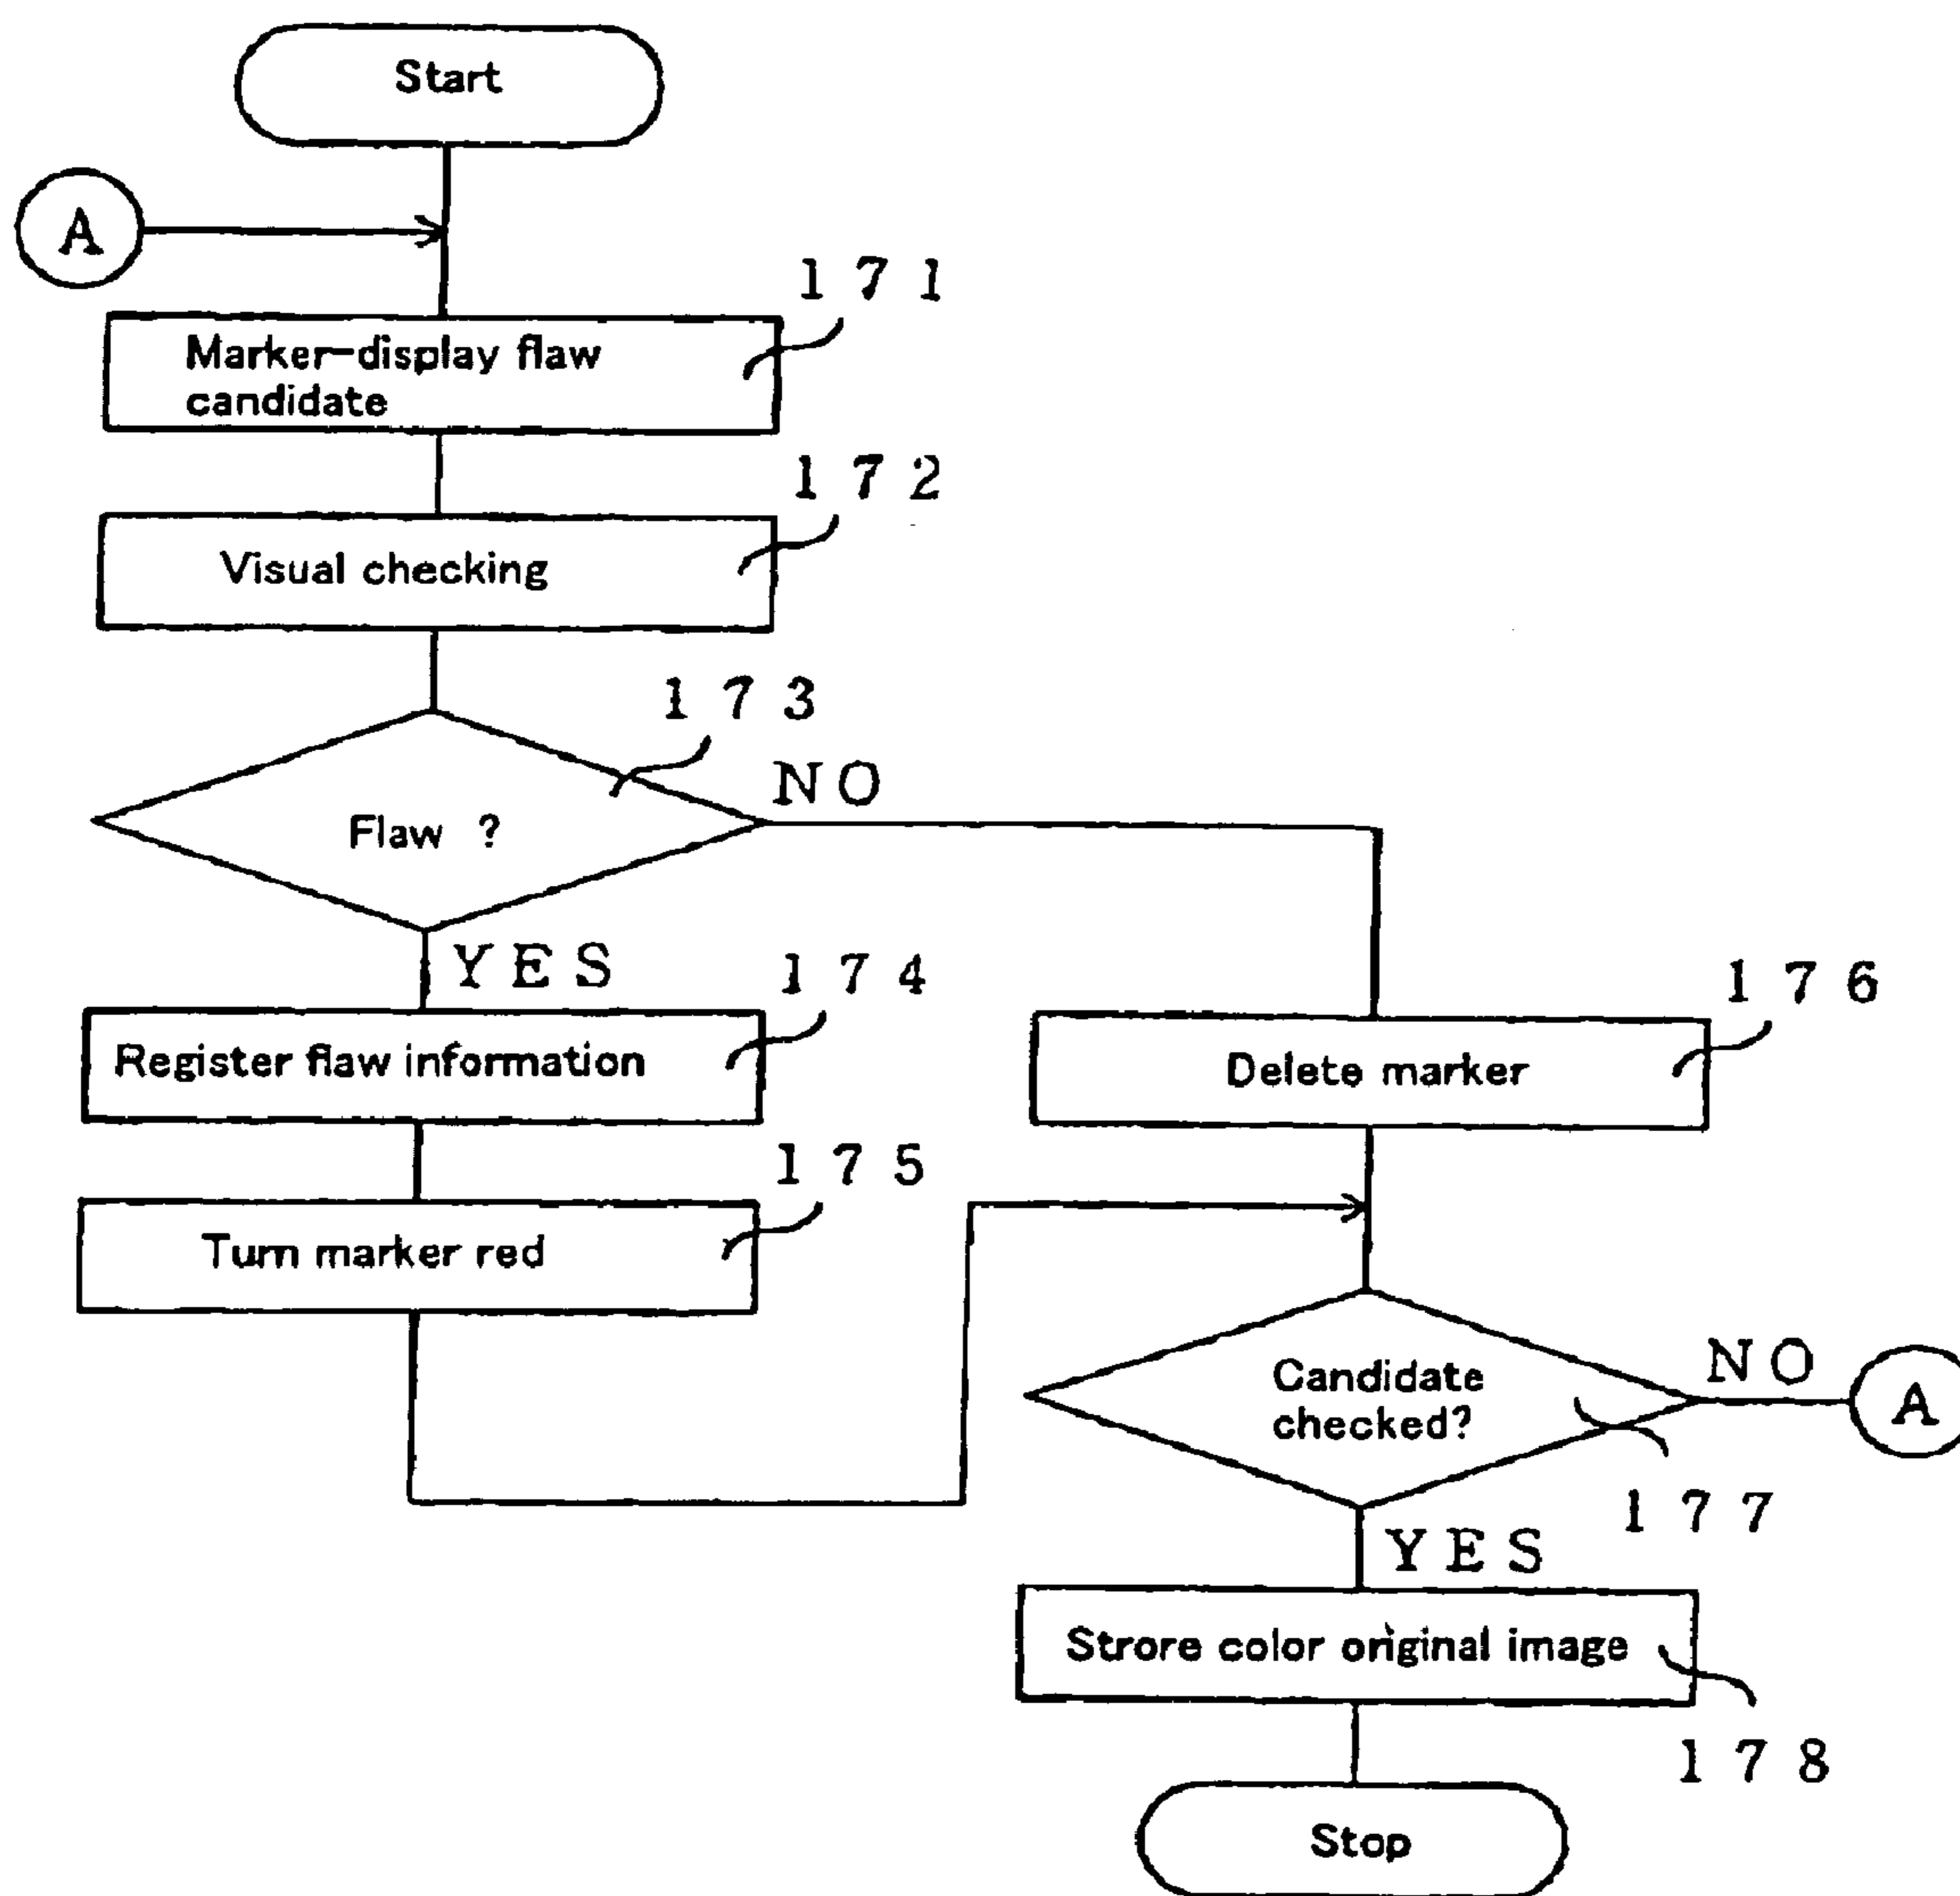 Start
A
1 7 1
Marker-display flaw
candidate
1 7 2
Visual checking
1 7 3
NO
Flaw ?
YES
1 7 4
Register flaw information
1 7 5
Turn marker red
1 7 6
Delete marker
Candidate
checked?
NO
A
1 7 7
YES
Strore color original image
1 7 8
Stop